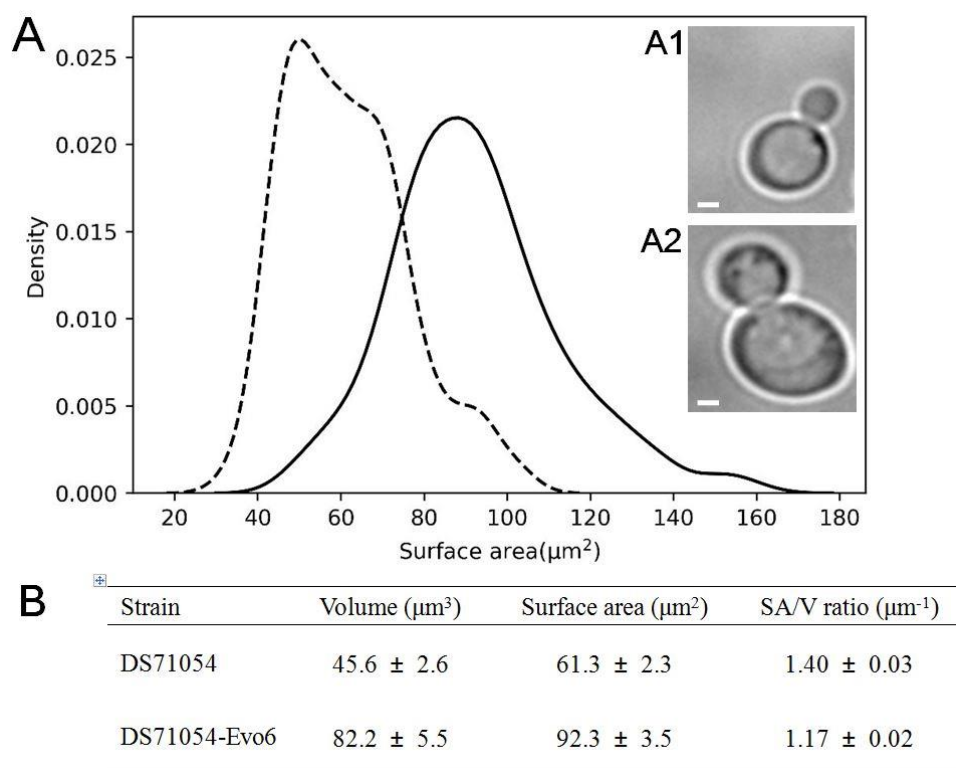 A
A1
A2
Density
0.025
0.020
0.015
0.010
0.005
0.000
20 40 60 80 100 120 140 160 180
Surface area(μm²)
B
Strain Volume (μm³) Surface area (μm²) SA/V ratio (μm⁻¹)
DS71054 45.6 ± 2.6 61.3 ± 2.3 1.40 ± 0.03
DS71054-Evo6 82.2 ± 5.5 92.3 ± 3.5 1.17 ± 0.02